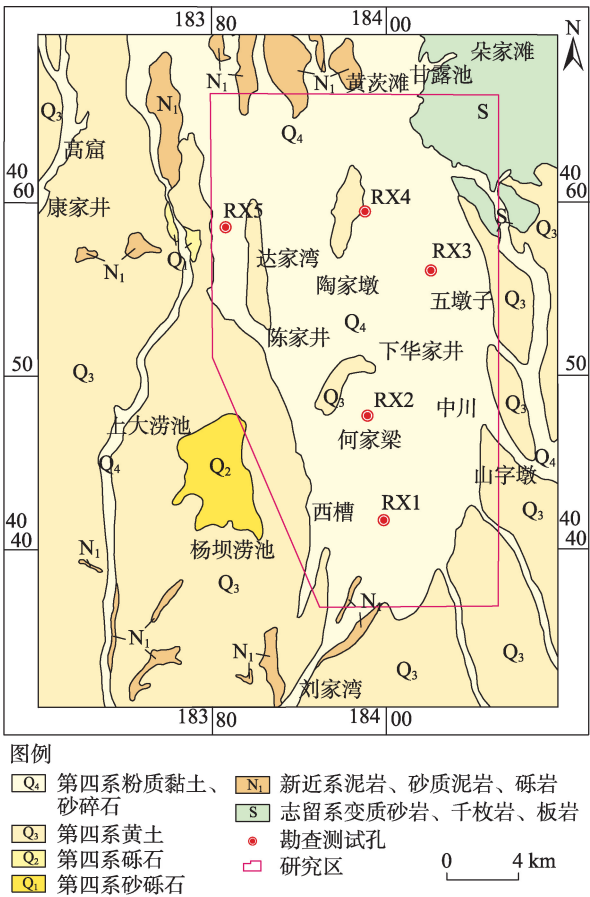 183 80 184 00
N
朵家滩
甘露池
N₁ N₁ 黄茨滩
N₁ S
Q₃ Q₄
高窟
40 60 40 60
康家井 RX5 RX4 S Q₃
Q₁ 达家湾 RX3
N₁ 陶家墩 五墩子 Q₃
陈家井 Q₄ 下华家井
50 50
Q₃ Q₃ RX2 中川 Q₃
上大涝池 何家梁
Q₄ Q₂ Q₄
山字墩
西槽 RX1 Q₃
40 40 40 40
N₁ 杨坝涝池
Q₃ N₁
N₁ N₁ Q₃ Q₃
刘家湾
183 80 184 00
图例
Q₄ 第四系粉质黏土、
砂碎石
Q₃ 第四系黄土
Q₂ 第四系砾石
Q₁ 第四系砂砾石
N₁ 新近系泥岩、砂质泥岩、砾岩
S 志留系变质砂岩、千枚岩、板岩
勘查测试孔
研究区
0 4 km